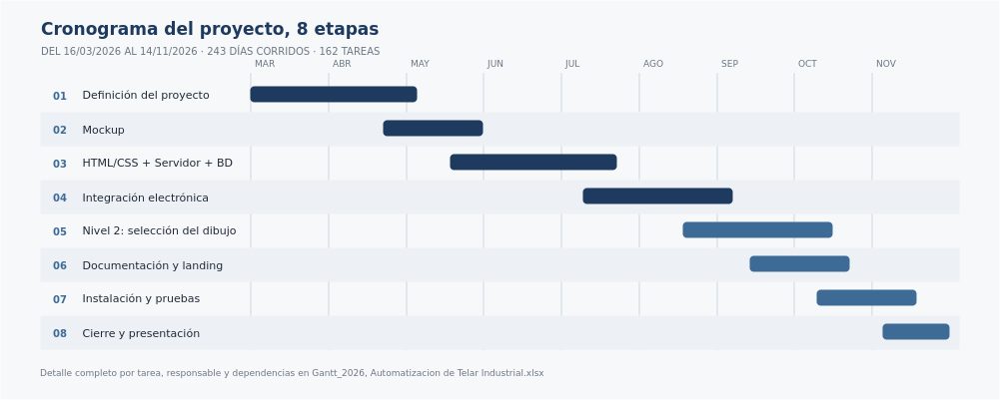 Cronograma del proyecto, 8 etapas
DEL 16/03/2026 AL 14/11/2026 · 243 DÍAS CORRIDOS · 162 TAREAS
MAR ABR MAY JUN JUL AGO SEP OCT NOV
01 Definición del proyecto
02 Mockup
03 HTML/CSS + Servidor + BD
04 Integración electrónica
05 Nivel 2: selección del dibujo
06 Documentación y landing
07 Instalación y pruebas
08 Cierre y presentación
Detalle completo por tarea, responsable y dependencias en Gantt_2026, Automatizacion de Telar Industrial.xlsx